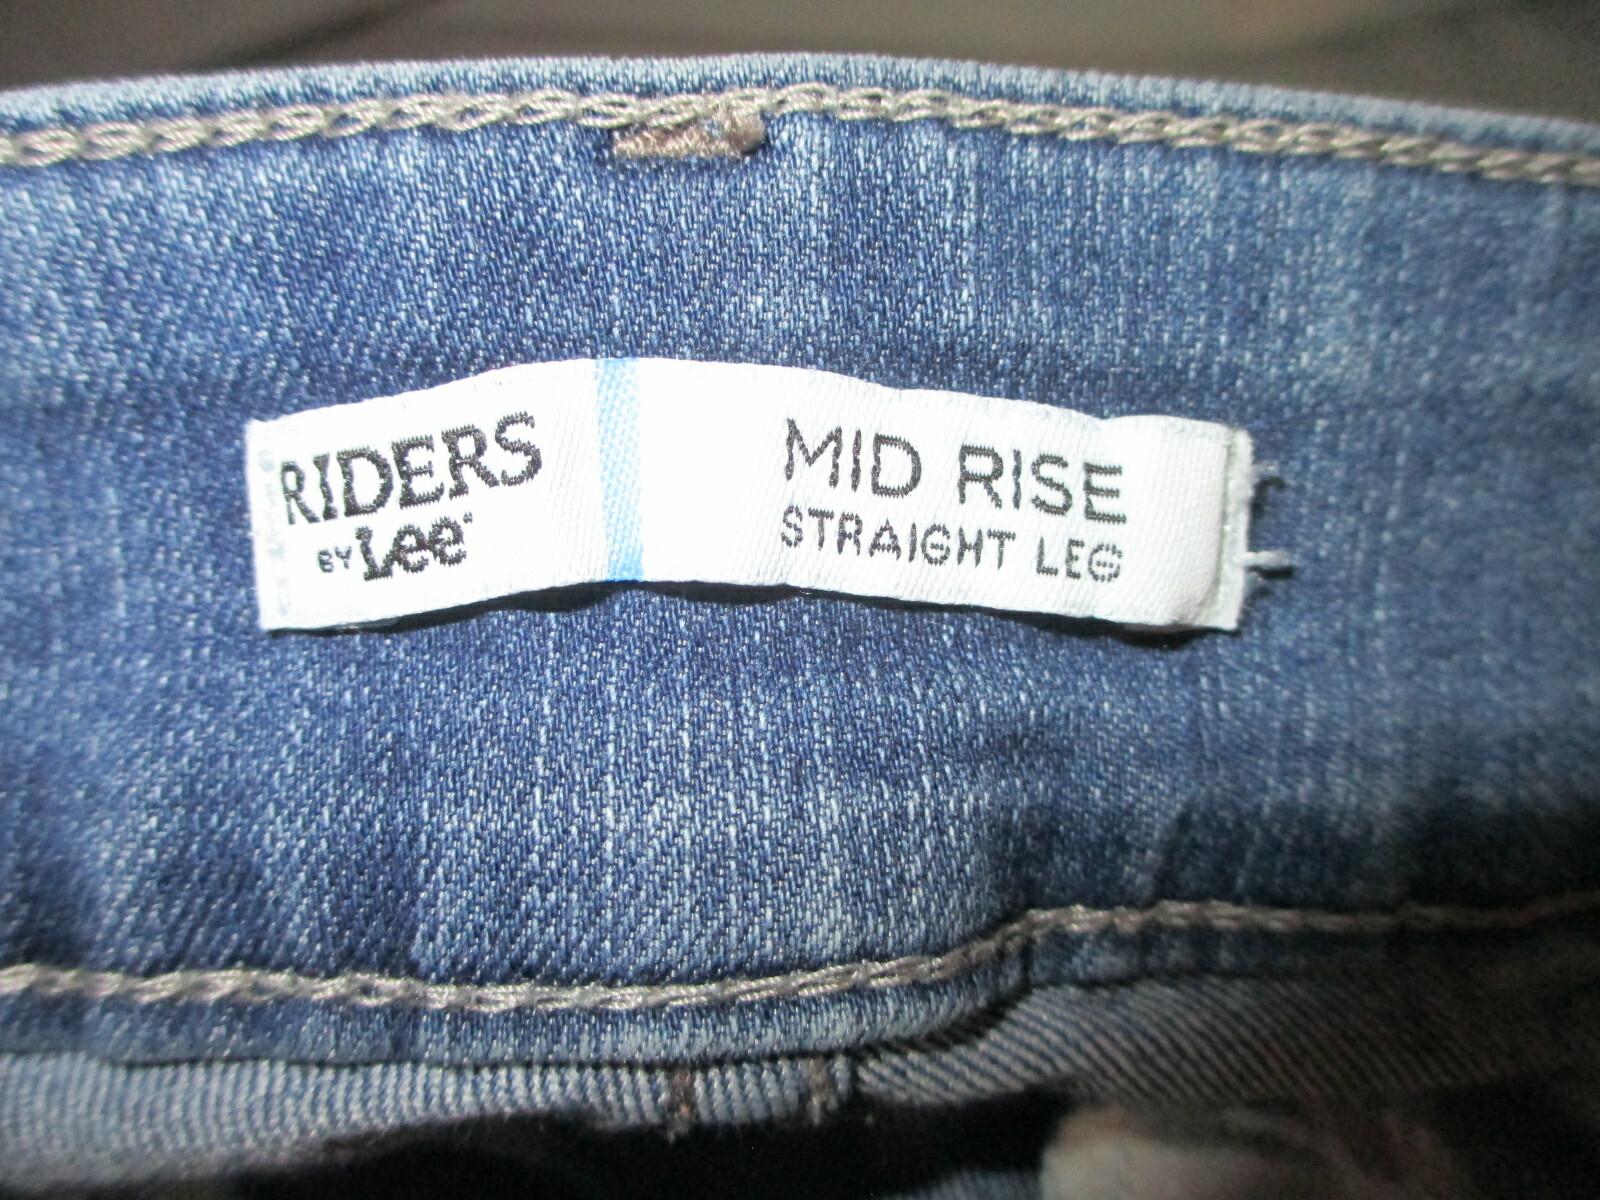 RIDERS
BY Lee
MID RISE
STRAIGHT LEG